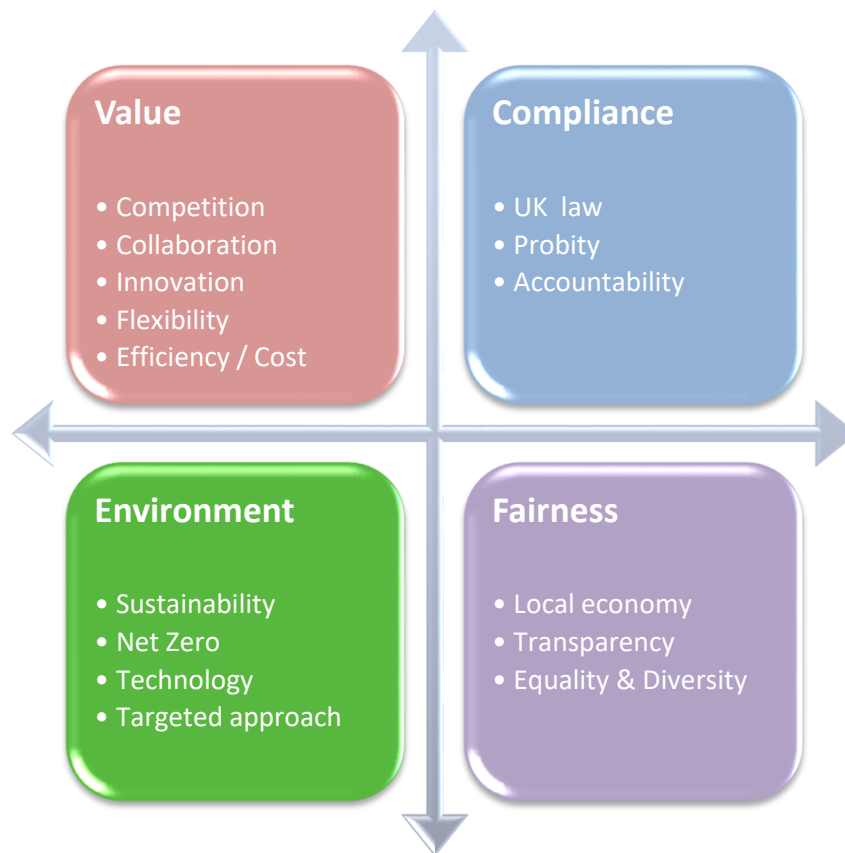 Value
• Competition
• Collaboration
• Innovation
• Flexibility
• Efficiency / Cost
Compliance
• UK  law
• Probity
• Accountability
Environment
• Sustainability
• Net Zero
• Technology
• Targeted approach
Fairness
• Local economy
• Transparency
• Equality & Diversity